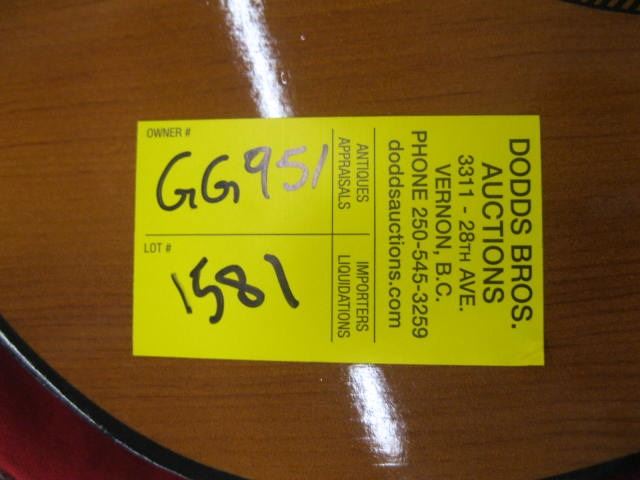 DODDS BROS.
AUCTIONS
3311 - 28TH AVE.
VERNON, B.C.
PHONE 250-545-3259
doddsauctions.com
ANTIQUES
APPRAISALS
IMPORTERS
LIQUIDATIONS
OWNER #
GG951
LOT #
1581